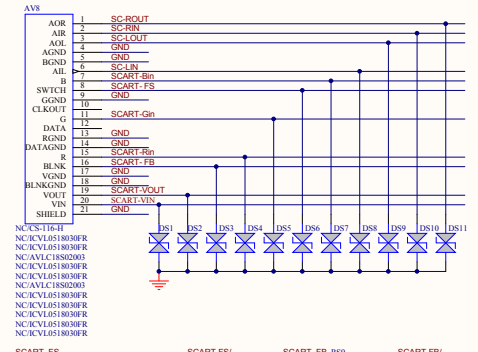 AV8
AOR 1 SC-ROUT
AIR 2 SC-RIN
AOL 3 SC-LOUT
AGND 4 GND
BGND 5 GND
AIL 6 SC-LIN
B 7 SCART-Bin
SWTCH 8 SCART- FS
GGND 9 GND
CLKOUT 10
G 11 SCART-Gin
DATA 12
RGND 13 GND
DATAGND 14 GND
R 15 SCART-Rin
BLNK 16 SCART- FB
VGND 17 GND
BLNKGND 18 GND
VOUT 19 SCART-VOUT
VIN 20 SCART-VIN
SHIELD 21 GND
NC/CS-116-H DS1 DS2 DS3 DS4 DS5 DS6 DS7 DS8 DS9 DS10 DS11
NC/ICVL0518030FR
NC/ICVL0518030FR
NC/AVLC18S02003
NC/ICVL0518030FR
NC/ICVL0518030FR
NC/AVLC18S02003
NC/ICVL0518030FR
NC/ICVL0518030FR
NC/ICVL0518030FR
NC/ICVL0518030FR